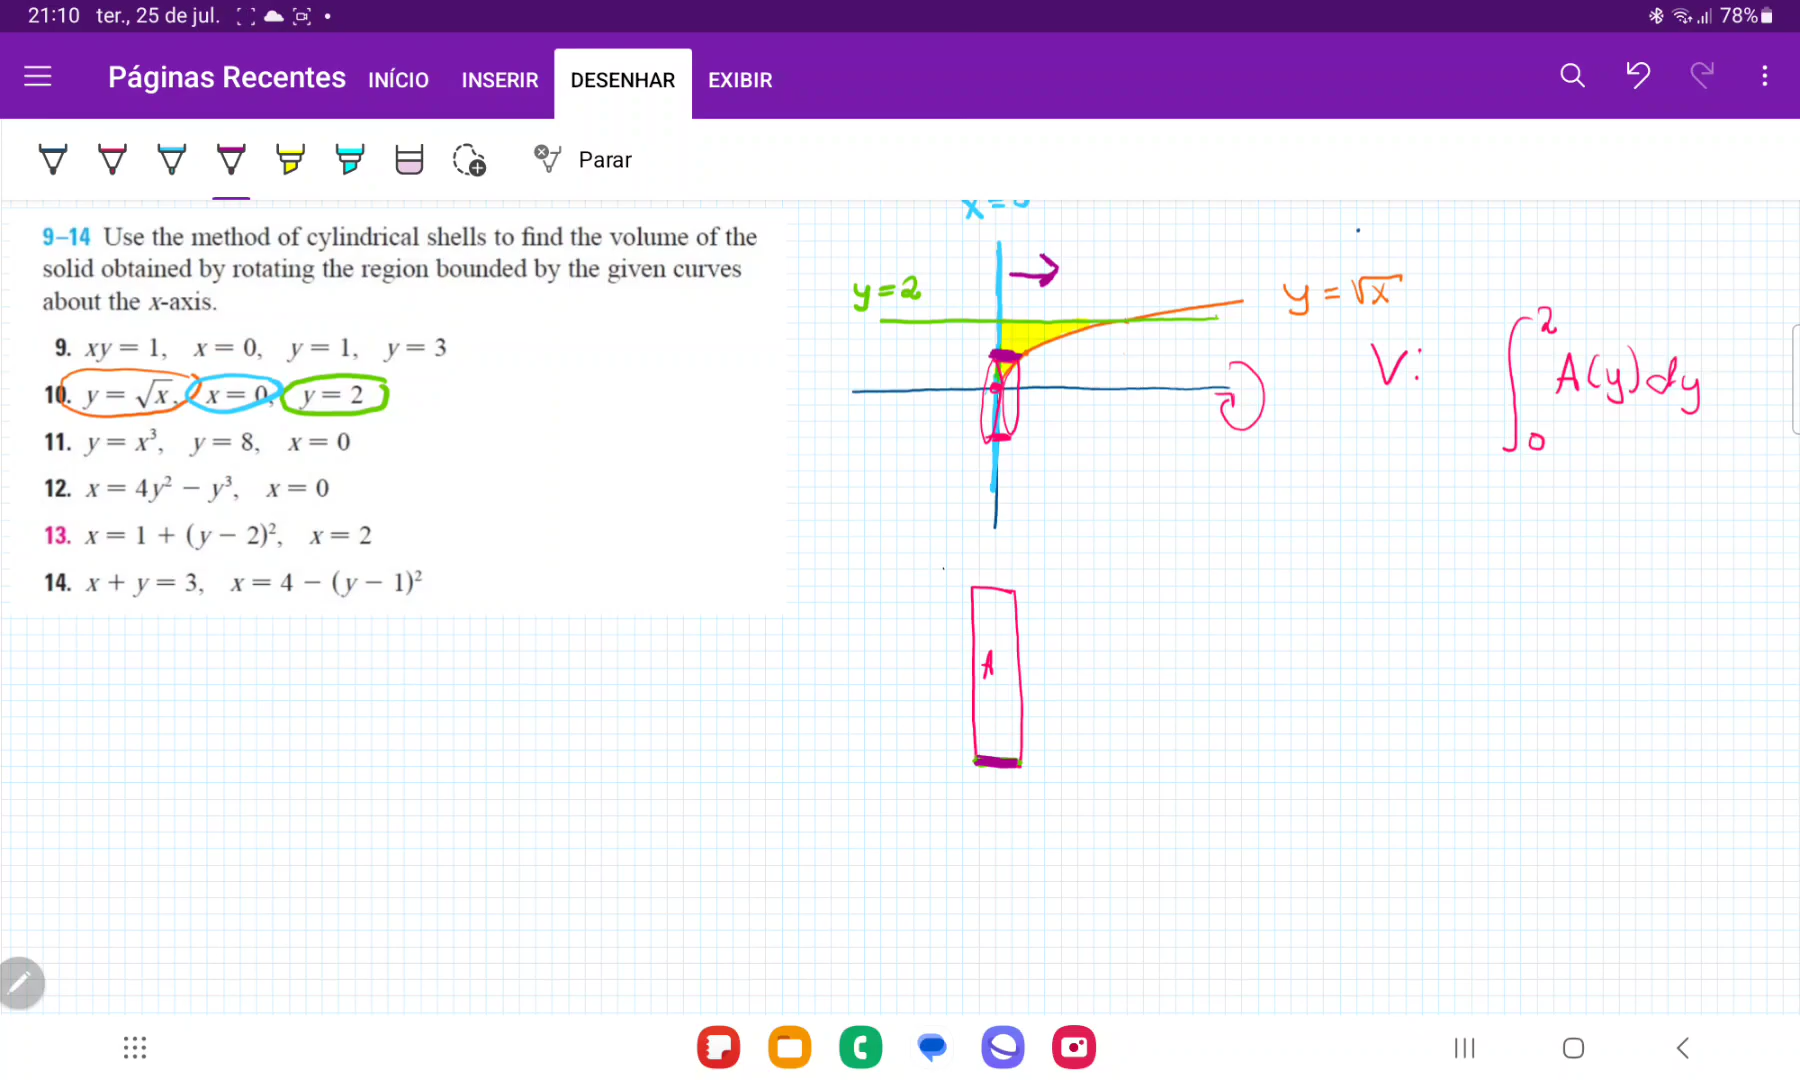 21:10 ter., 25 de jul. 78%
Páginas Recentes INÍCIO INSERIR DESENHAR EXIBIR
Parar
9–14 Use the method of cylindrical shells to find the volume of the
solid obtained by rotating the region bounded by the given curves
about the x-axis.
9. xy = 1, x = 0, y = 1, y = 3
10. y = √x, x = 0, y = 2
11. y = x³, y = 8, x = 0
12. x = 4y² − y³, x = 0
13. x = 1 + (y − 2)², x = 2
14. x + y = 3, x = 4 − (y − 1)²
x = 0
y = 2
y = √x
V: ∫₀² A(y) dy
A